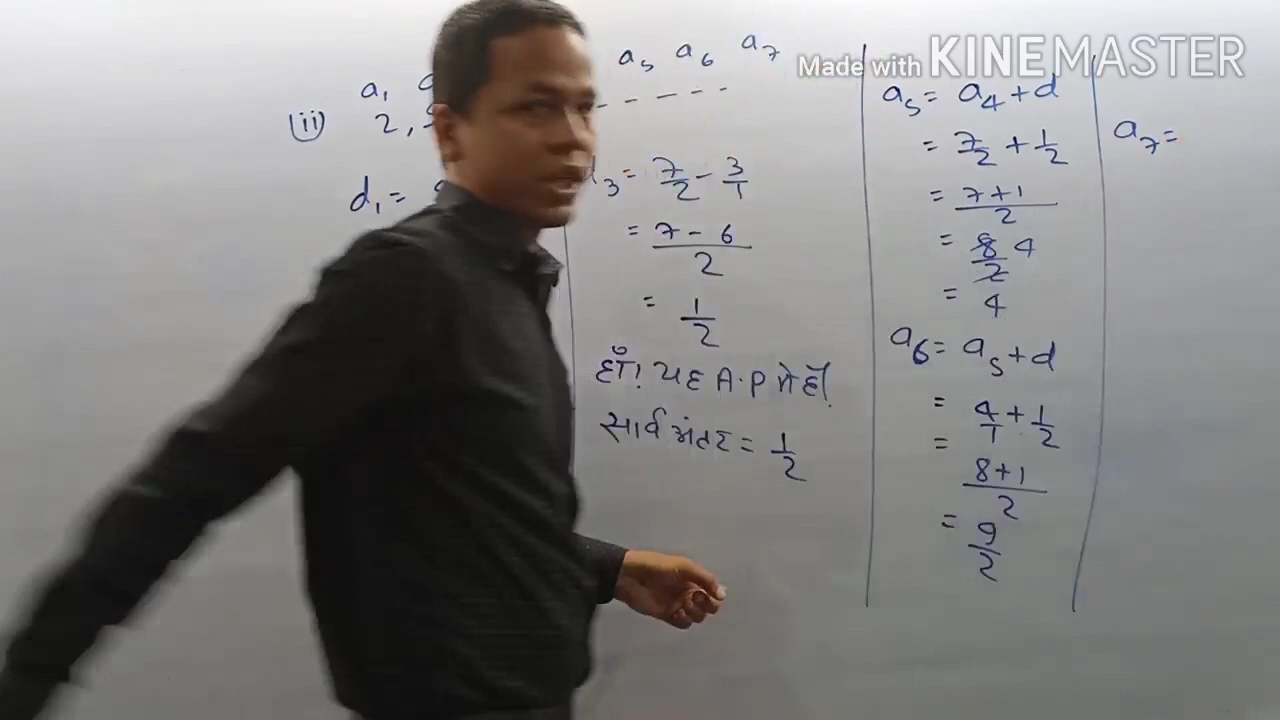 Made with KINEMASTER
a₅ a₆ a₇
a₁
(ii) 2, - - - - -
d₁ =
₃ = 7/2 - 3/1
= (7 - 6)/2
= 1/2
हाँ! यह A.P में हैं!
सार्व अंतर = 1/2
a₅ = a₄ + d
= 7/2 + 1/2
= (7+1)/2
= 8/2 4
= 4
a₆ = a₅ + d
= 4/1 + 1/2
= (8+1)/2
= 9/2
a₇ =